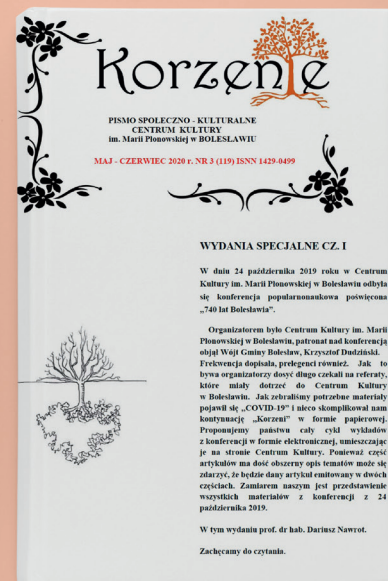 Korzenie
PISMO SPOŁECZNO - KULTURALNE
CENTRUM KULTURY
im. Marii Płonowskiej w BOLESŁAWIU
MAJ - CZERWIEC 2020 r. NR 3 (119) ISNN 1429-0499
WYDANIA SPECJALNE CZ. I
W dniu 24 października 2019 roku w Centrum
Kultury im. Marii Płonowskiej w Bolesławiu odbyła
się konferencja popularnonaukowa poświęcona
„740 lat Bolesławia”.
Organizatorem było Centrum Kultury im. Marii
Płonowskiej w Bolesławiu, patronat nad konferencją
objął Wójt Gminy Bolesław, Krzysztof Dudziński.
Frekwencja dopisała, prelegenci również. Jak to
bywa organizatorzy dosyć długo czekali na referaty,
które miały dotrzeć do Centrum Kultury
w Bolesławiu. Jak zebraliśmy potrzebne materiały
pojawił się „COVID-19” i nieco skomplikował nam
kontynuację „Korzeni” w formie papierowej.
Proponujemy państwu cały cykl wykładów
z konferencji w formie elektronicznej, umieszczając
je na stronie Centrum Kultury. Ponieważ część
artykułów ma dość obszerny opis tematów może się
zdarzyć, że będzie dany artykuł emitowany w dwóch
częściach. Zamiarem naszym jest przedstawienie
wszystkich materiałów z konferencji z 24
października 2019.
W tym wydaniu prof. dr hab. Dariusz Nawrot.
Zachęcamy do czytania.